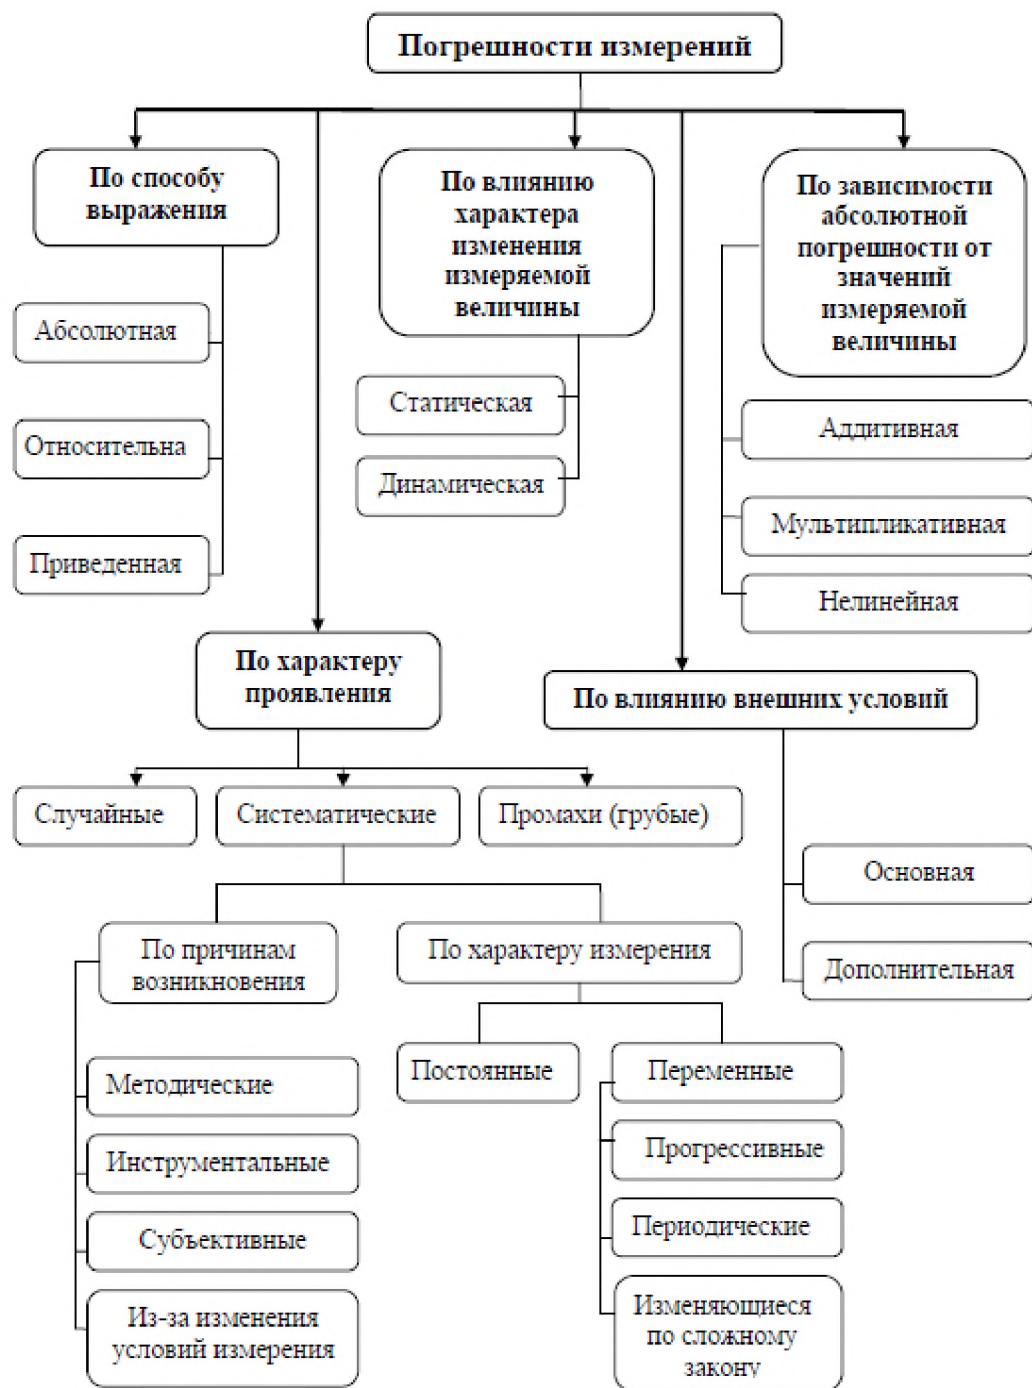 Погрешности измерений
По способу
выражения
Абсолютная
Относительна
Приведенная
По влиянию
характера
изменения
измеряемой
величины
Статическая
Динамическая
По зависимости
абсолютной
погрешности от
значений
измеряемой
величины
Аддитивная
Мультипликативная
Нелинейная
По характеру
проявления
Случайные
Систематические
Промахи (грубые)
По влиянию внешних условий
Основная
Дополнительная
По причинам
возникновения
Методические
Инструментальные
Субъективные
Из-за изменения
условий измерения
По характеру измерения
Постоянные
Переменные
Прогрессивные
Периодические
Изменяющиеся
по сложному
закону